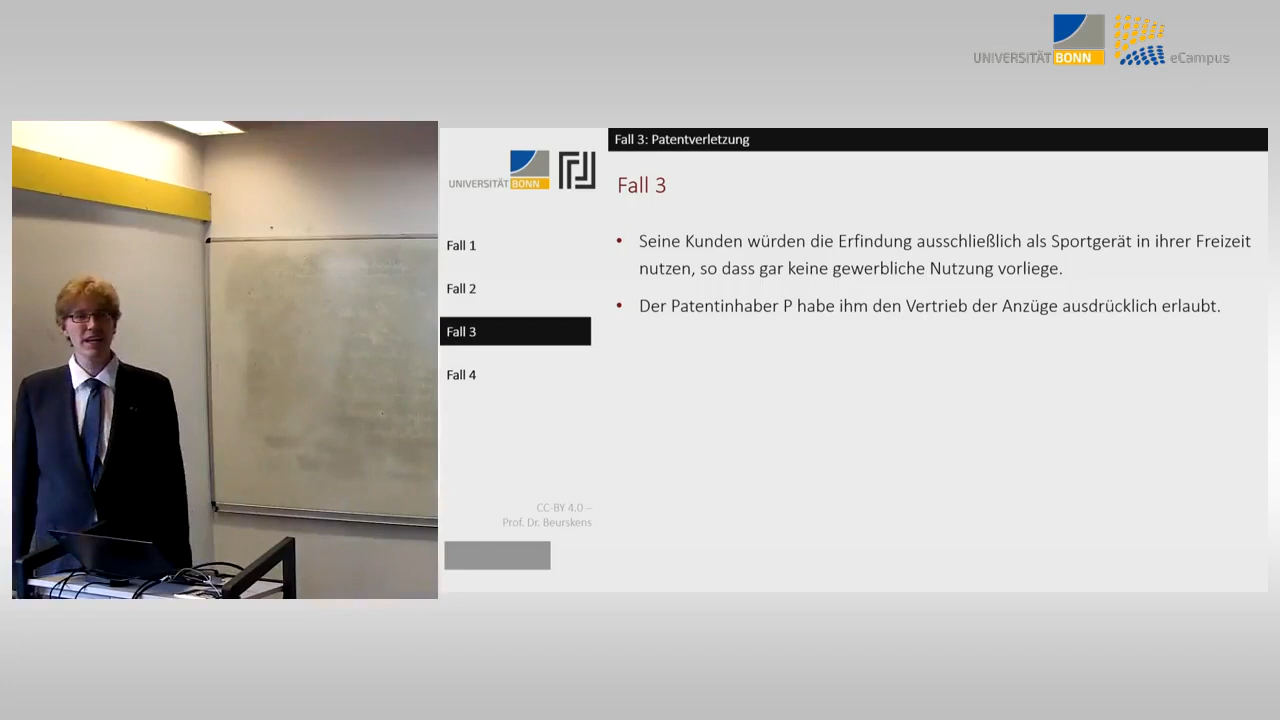 UNIVERSITÄT BONN
eCampus
Fall 3: Patentverletzung
UNIVERSITÄT BONN
Fall 3
Fall 1
Fall 2
Fall 3
Fall 4
Seine Kunden würden die Erfindung ausschließlich als Sportgerät in ihrer Freizeit
nutzen, so dass gar keine gewerbliche Nutzung vorliege.
Der Patentinhaber P habe ihm den Vertrieb der Anzüge ausdrücklich erlaubt.
CC-BY 4.0 –
Prof. Dr. Beurskens